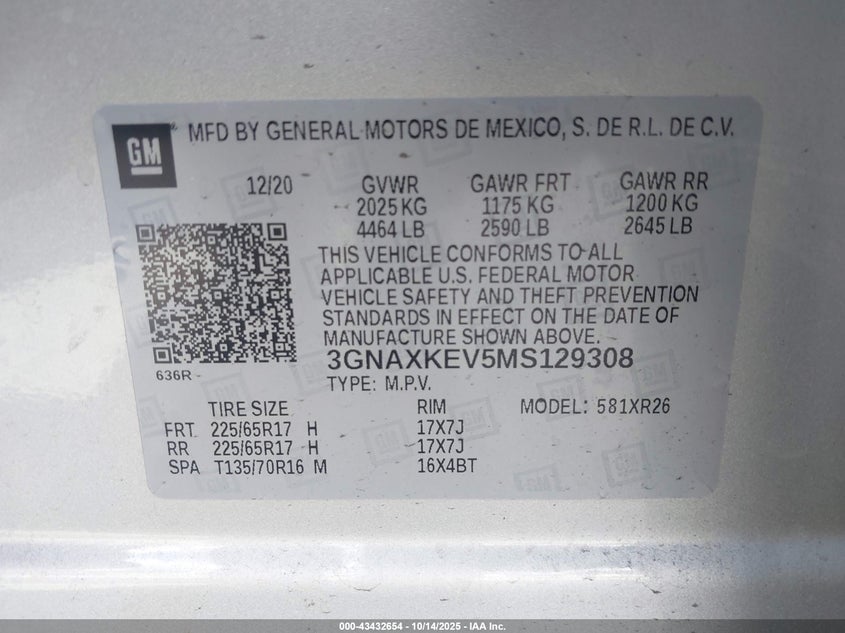 GM
MFD BY GENERAL MOTORS DE MEXICO, S. DE R.L. DE C.V.
12/20 GVWR GAWR FRT GAWR RR
2025 KG 1175 KG 1200 KG
4464 LB 2590 LB 2645 LB
THIS VEHICLE CONFORMS TO ALL
APPLICABLE U.S. FEDERAL MOTOR
VEHICLE SAFETY AND THEFT PREVENTION
STANDARDS IN EFFECT ON THE DATE OF
MANUFACTURE SHOWN ABOVE.
3GNAXKEV5MS129308
636R -
TYPE: M.P.V.
TIRE SIZE RIM MODEL: 581XR26
FRT 225/65R17 H 17X7J
RR 225/65R17 H 17X7J
SPA T135/70R16 M 16X4BT
000-43432654 - 10/14/2025 - IAA Inc.